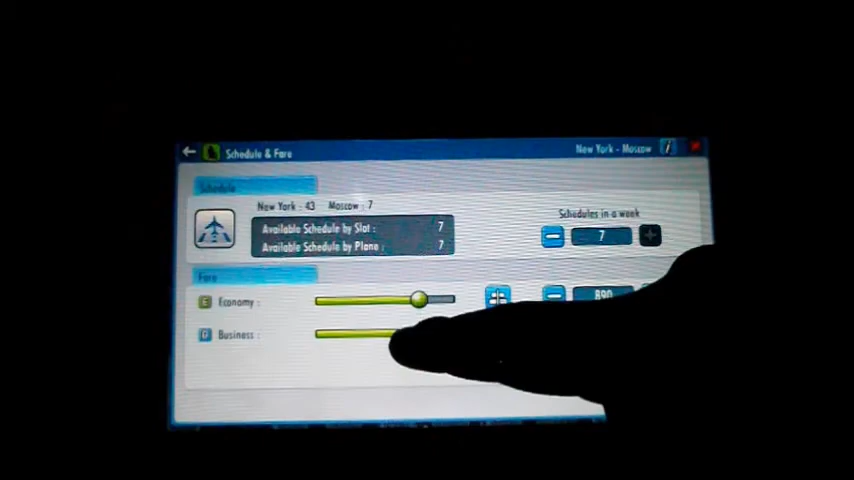 Schedule & Fare New York - Moscow
Schedule
New York : 43 Moscow : 7
Schedules in a week
Available Schedule by Slot : 7
7
Available Schedule by Plane : 7
Fare
E Economy : 890
Business :